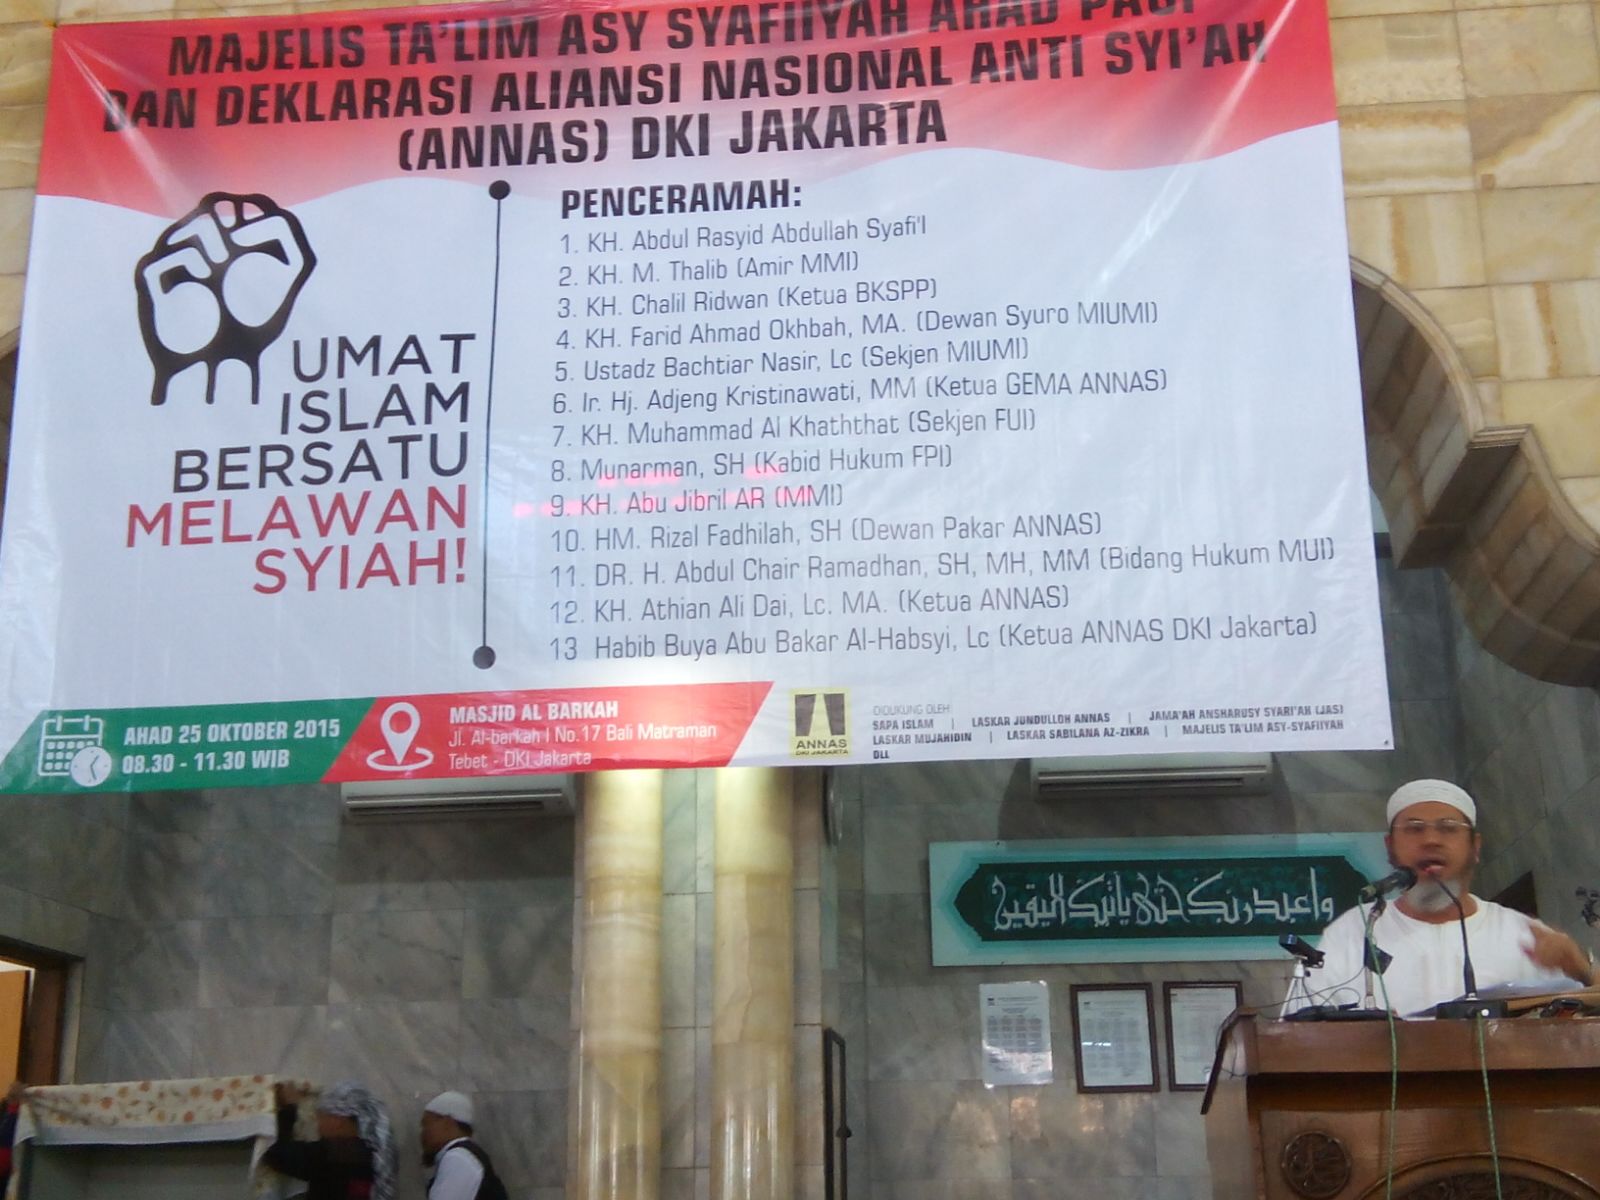 MAJELIS TA'LIM ASY SYAFIIYAH AHAD PAGI
DAN DEKLARASI ALIANSI NASIONAL ANTI SYI'AH
(ANNAS) DKI JAKARTA
UMAT
ISLAM
BERSATU
MELAWAN
SYIAH!
PENCERAMAH:
1. KH. Abdul Rasyid Abdullah Syafi'I
2. KH. M. Thalib (Amir MMI)
3. KH. Chalil Ridwan (Ketua BKSPP)
4. KH. Farid Ahmad Okhbah, MA. (Dewan Syuro MIUMI)
5. Ustadz Bachtiar Nasir, Lc (Sekjen MIUMI)
6. Ir. Hj. Adjeng Kristinawati, MM (Ketua GEMA ANNAS)
7. KH. Muhammad Al Khaththat (Sekjen FUI)
8. Munarman, SH (Kabid Hukum FPI)
9. KH. Abu Jibril AR (MMI)
10. HM. Rizal Fadhilah, SH (Dewan Pakar ANNAS)
11. DR. H. Abdul Chair Ramadhan, SH, MH, MM (Bidang Hukum MUI)
12. KH. Athian Ali Dai, Lc. MA. (Ketua ANNAS)
13 Habib Buya Abu Bakar Al-Habsyi, Lc (Ketua ANNAS DKI Jakarta)
AHAD 25 OKTOBER 2015
08.30 - 11.30 WIB
MASJID AL BARKAH
Jl. Al-barkah I No.17 Bali Matraman
Tebet - DKI Jakarta
ANNAS
DKI JAKARTA
DIDUKUNG OLEH
SAPA ISLAM | LASKAR JUNDULLOH ANNAS | JAMA'AH ANSHARUSY SYARI'AH (JAS)
LASKAR MUJAHIDIN | LASKAR SABILANA AZ-ZIKRA | MAJELIS TA'LIM ASY-SYAFIIYAH
DLL
واعبد ربك حتى يأتيك اليقين